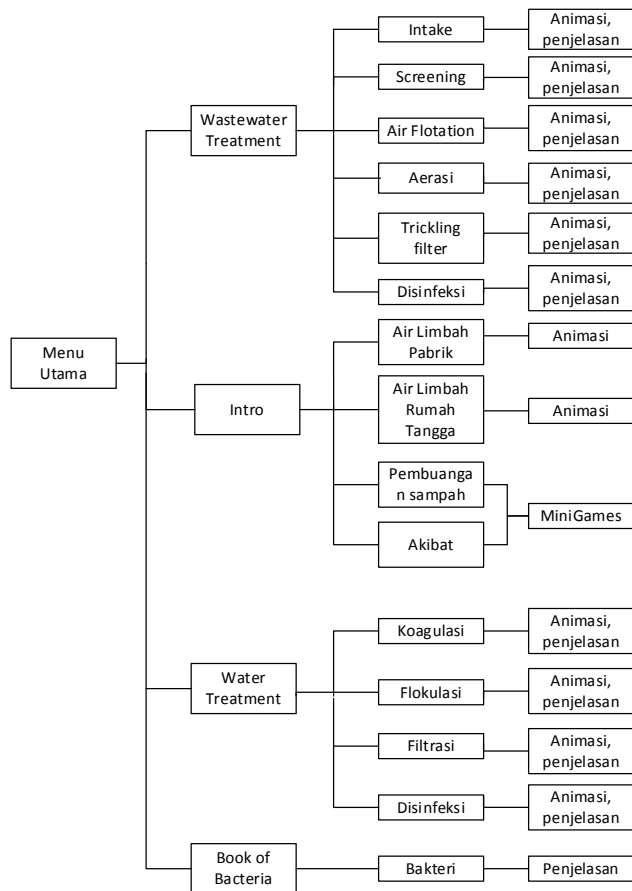 Menu
Utama
Wastewater
Treatment
Intake
Animasi,
penjelasan
Screening
Animasi,
penjelasan
Air Flotation
Animasi,
penjelasan
Aerasi
Animasi,
penjelasan
Trickling
filter
Animasi,
penjelasan
Disinfeksi
Animasi,
penjelasan
Intro
Air Limbah
Pabrik
Animasi
Air Limbah
Rumah
Tangga
Animasi
Pembuanga
n sampah
Akibat
MiniGames
Water
Treatment
Koagulasi
Animasi,
penjelasan
Flokulasi
Animasi,
penjelasan
Filtrasi
Animasi,
penjelasan
Disinfeksi
Animasi,
penjelasan
Book of
Bacteria
Bakteri
Penjelasan